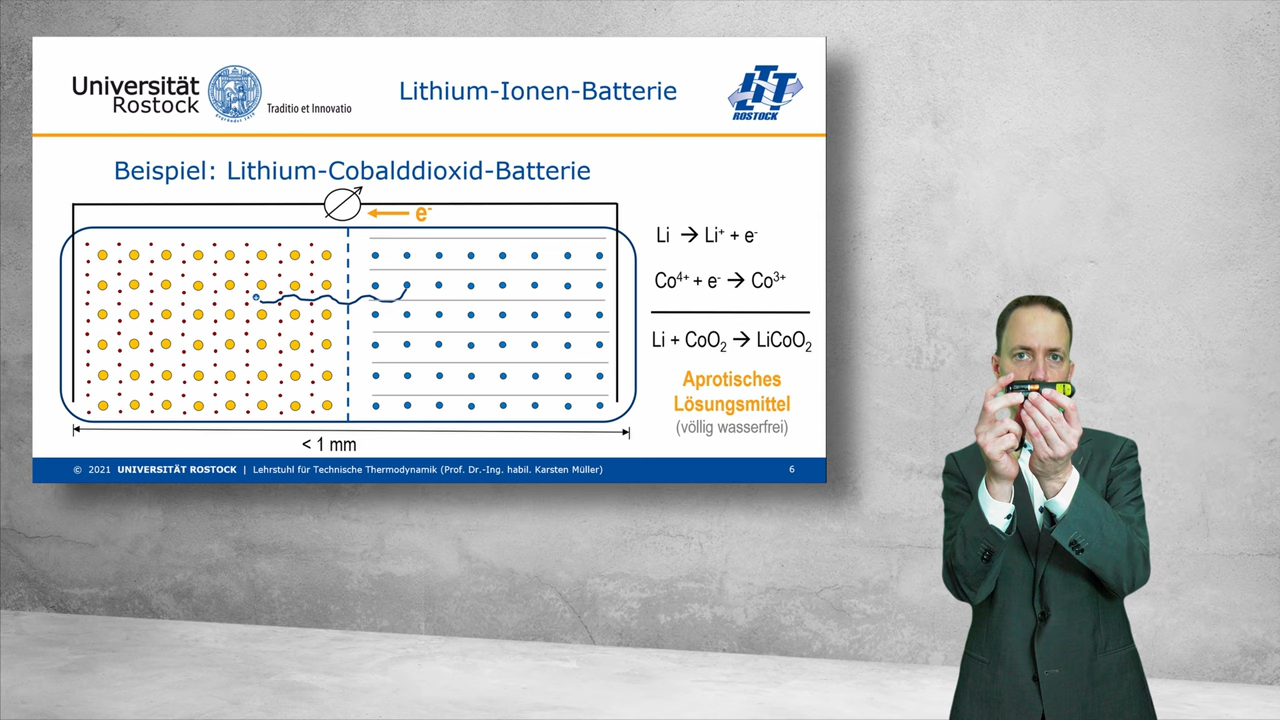 Universität
Rostock
Traditio et Innovatio
Lithium-Ionen-Batterie
LTT
ROSTOCK
Beispiel: Lithium-Cobalddioxid-Batterie
e⁻
Li → Li⁺ + e⁻
Co⁴⁺ + e⁻ → Co³⁺
Li + CoO₂ → LiCoO₂
Aprotisches
Lösungsmittel
(völlig wasserfrei)
< 1 mm
© 2021 UNIVERSITÄT ROSTOCK | Lehrstuhl für Technische Thermodynamik (Prof. Dr.-Ing. habil. Karsten Müller)
6